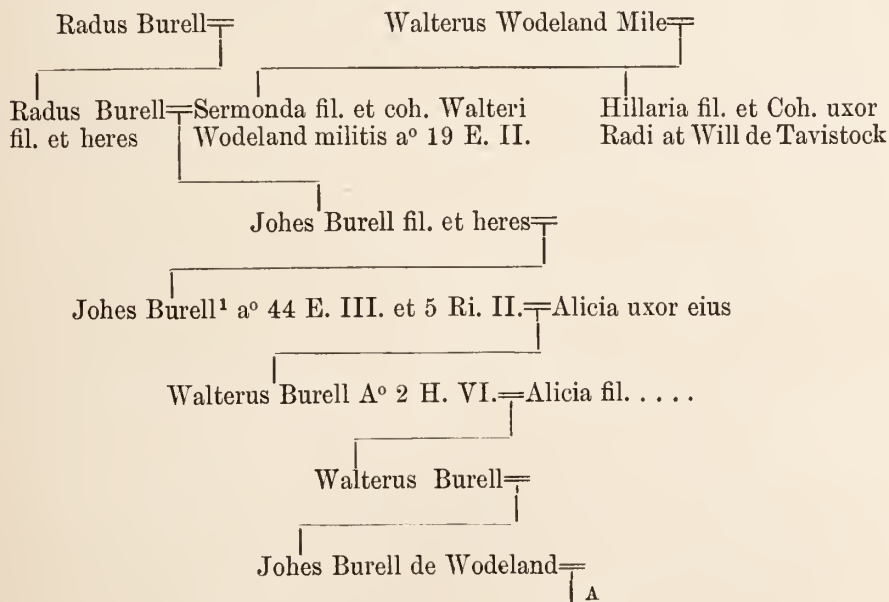 Radus Burell Walterus Wodeland Mile
Radus Burell Sermonda fil. et coh. Walteri Hillaria fil. et Coh. uxor
fil. et heres Wodeland militis aº 19 E. II. Radi at Will de Tavistock
Johes Burell fil. et heres
Johes Burell¹ aº 44 E. III. et 5 Ri. II. Alicia uxor eius
Walterus Burell Aº 2 H. VI. Alicia fil. . . . .
Walterus Burell
Johes Burell de Wodeland
A